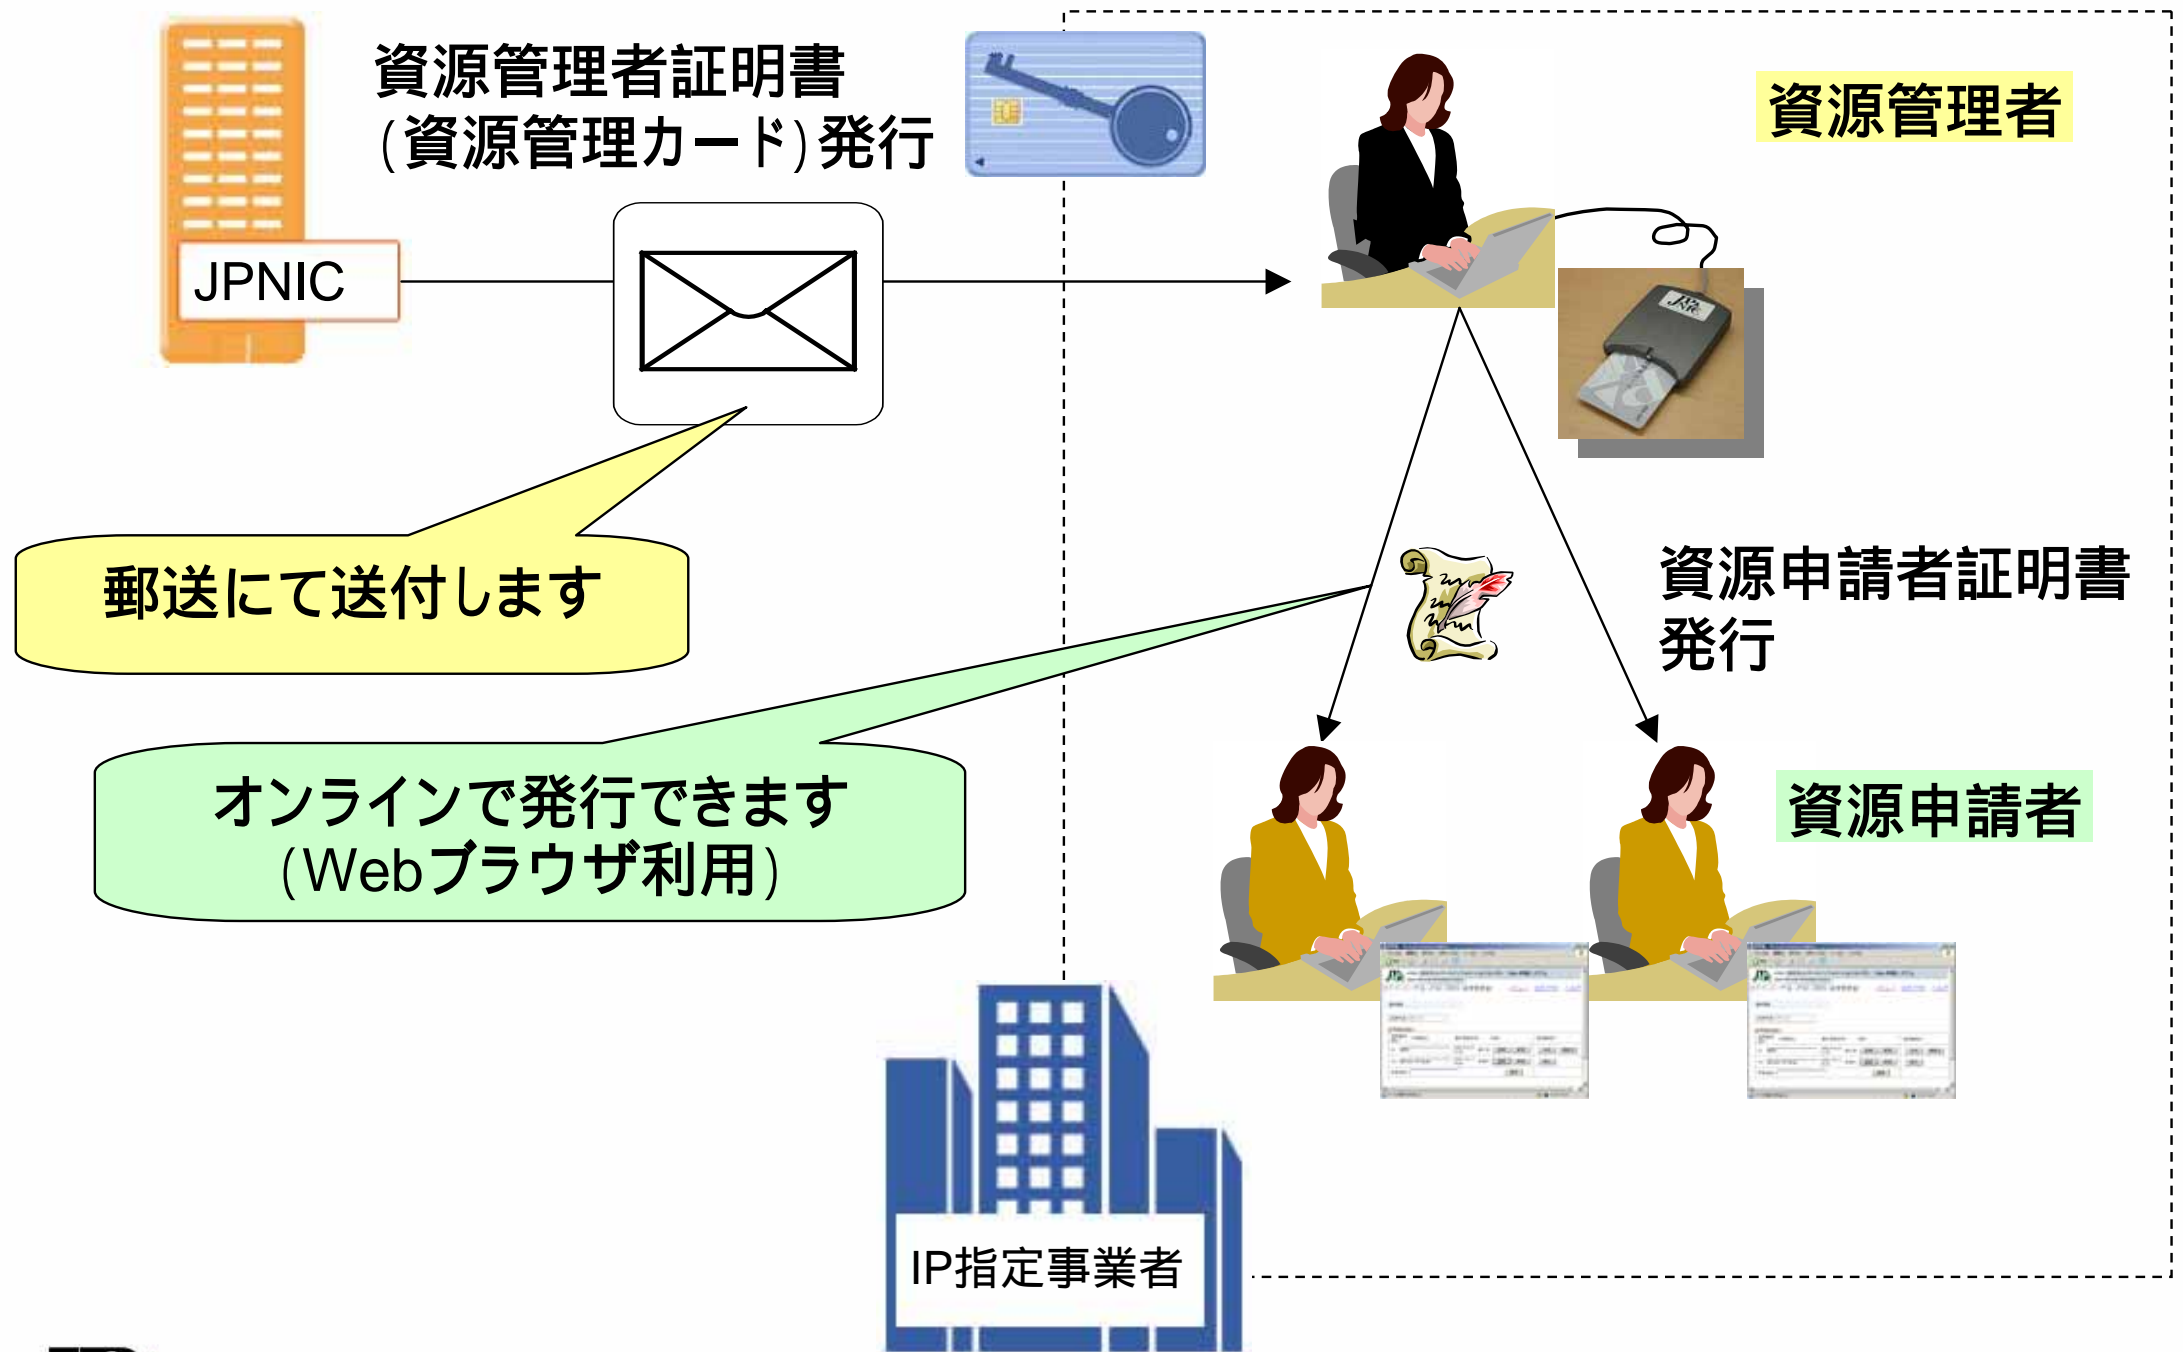 資源管理者証明書
(資源管理カード)発行
資源管理者
JPNIC
郵送にて送付します
資源申請者証明書
発行
オンラインで発行できます
(Webブラウザ利用)
資源申請者
IP指定事業者